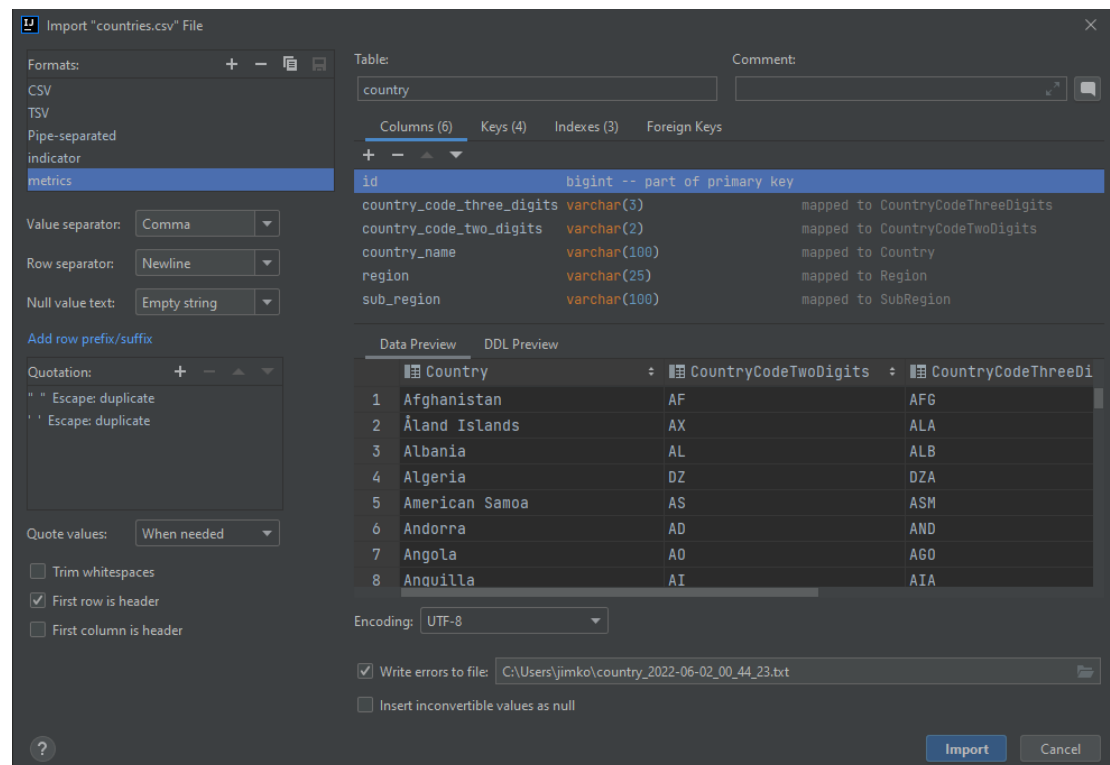 Import "countries.csv" File
Formats:
CSV
TSV
Pipe-separated
indicator
metrics
Value separator: Comma
Row separator: Newline
Null value text: Empty string
Add row prefix/suffix
Quotation:
" " Escape: duplicate
' ' Escape: duplicate
Quote values: When needed
Trim whitespaces
First row is header
First column is header
Table:
country
Comment:
Columns (6) Keys (4) Indexes (3) Foreign Keys
id bigint -- part of primary key
country_code_three_digits varchar(3) mapped to CountryCodeThreeDigits
country_code_two_digits varchar(2) mapped to CountryCodeTwoDigits
country_name varchar(100) mapped to Country
region varchar(25) mapped to Region
sub_region varchar(100) mapped to SubRegion
Data Preview DDL Preview
Country CountryCodeTwoDigits CountryCodeThreeDi
1 Afghanistan AF AFG
2 Åland Islands AX ALA
3 Albania AL ALB
4 Algeria DZ DZA
5 American Samoa AS ASM
6 Andorra AD AND
7 Angola AO AGO
8 Anguilla AI AIA
Encoding: UTF-8
Write errors to file: C:\Users\jimko\country_2022-06-02_00_44_23.txt
Insert inconvertible values as null
? Import Cancel